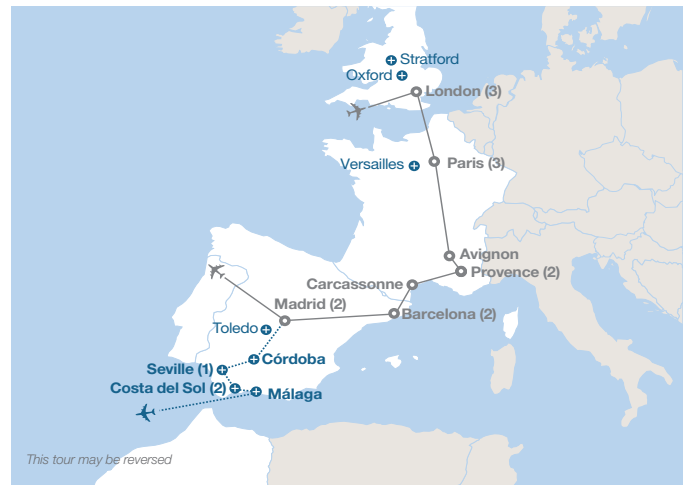 Stratford
Oxford
London (3)
Versailles
Paris (3)
Avignon
Provence (2)
Carcassonne
Madrid (2)
Barcelona (2)
Toledo
Córdoba
Seville (1)
Costa del Sol (2)
Málaga
This tour may be reversed